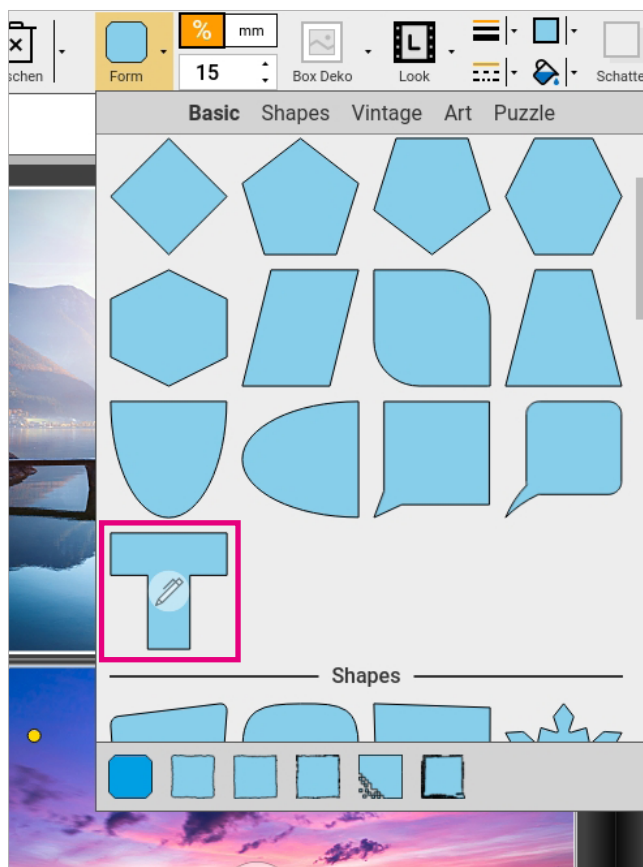 % mm
15
schen Form Box Deko Look Schatte
Basic Shapes Vintage Art Puzzle
Shapes